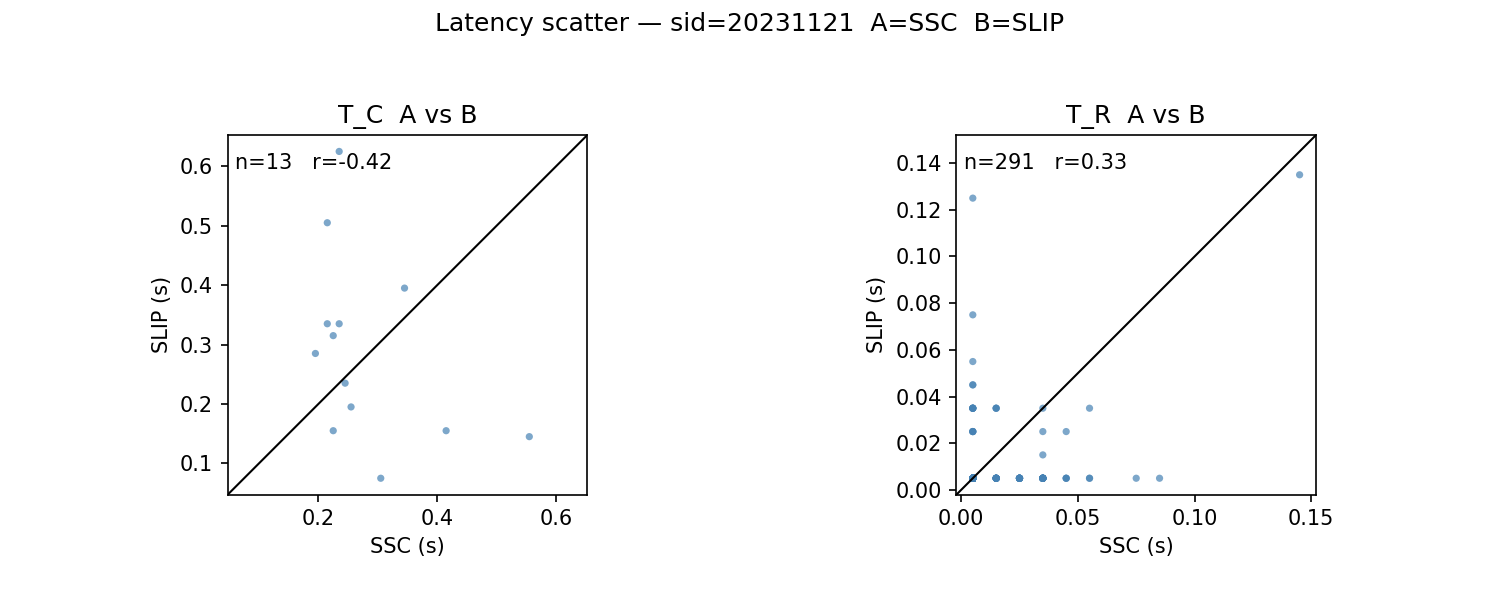 Latency scatter — sid=20231121  A=SSC  B=SLIP
T_C  A vs B
n=13   r=-0.42
0.6
0.5
0.4
0.3
0.2
0.1
SLIP (s)
0.2 0.4 0.6
SSC (s)
T_R  A vs B
n=291   r=0.33
0.14
0.12
0.10
0.08
0.06
0.04
0.02
0.00
SLIP (s)
0.00 0.05 0.10 0.15
SSC (s)